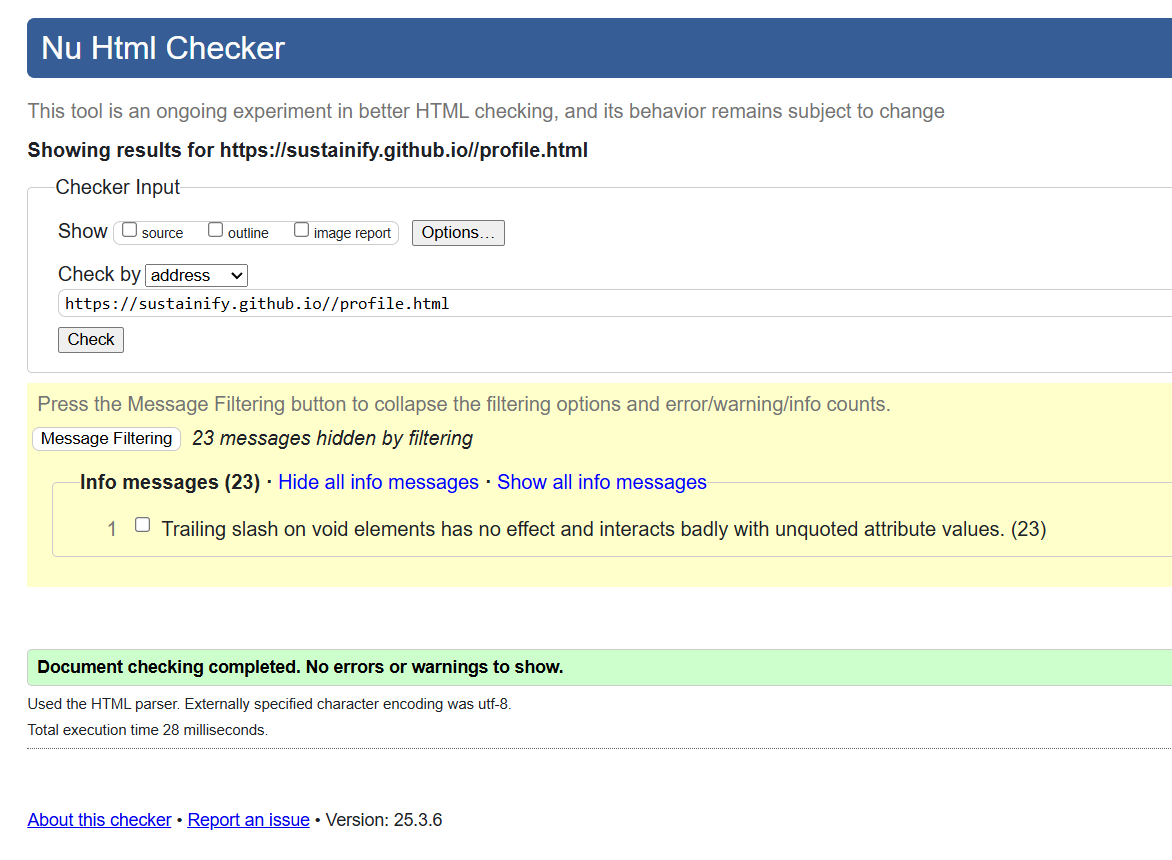 Nu Html Checker
This tool is an ongoing experiment in better HTML checking, and its behavior remains subject to change
Showing results for https://sustainify.github.io//profile.html
Checker Input
Show source outline image report Options...
Check by address
https://sustainify.github.io//profile.html
Check
Press the Message Filtering button to collapse the filtering options and error/warning/info counts.
Message Filtering 23 messages hidden by filtering
Info messages (23) · Hide all info messages · Show all info messages
1 Trailing slash on void elements has no effect and interacts badly with unquoted attribute values. (23)
Document checking completed. No errors or warnings to show.
Used the HTML parser. Externally specified character encoding was utf-8.
Total execution time 28 milliseconds.
About this checker • Report an issue • Version: 25.3.6